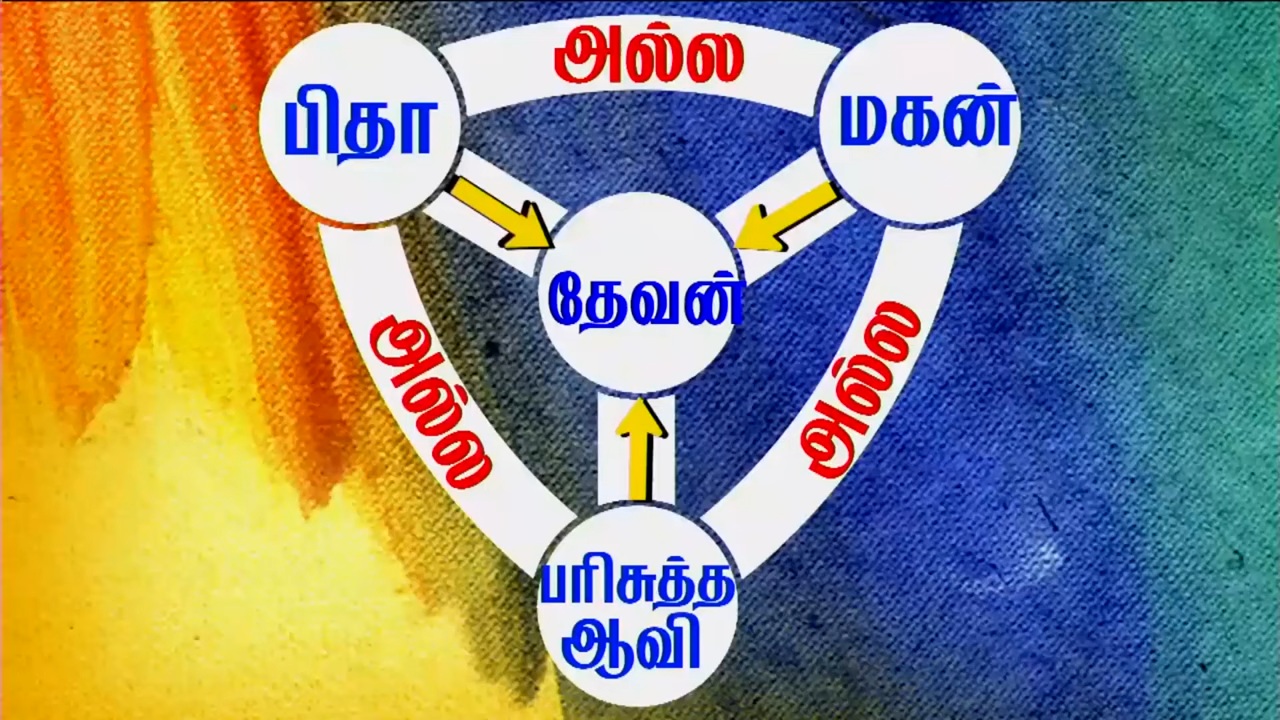 அல்ல
பிதா
மகன்
தேவன்
அல்ல
அல்ல
பரிசுத்த
ஆவி